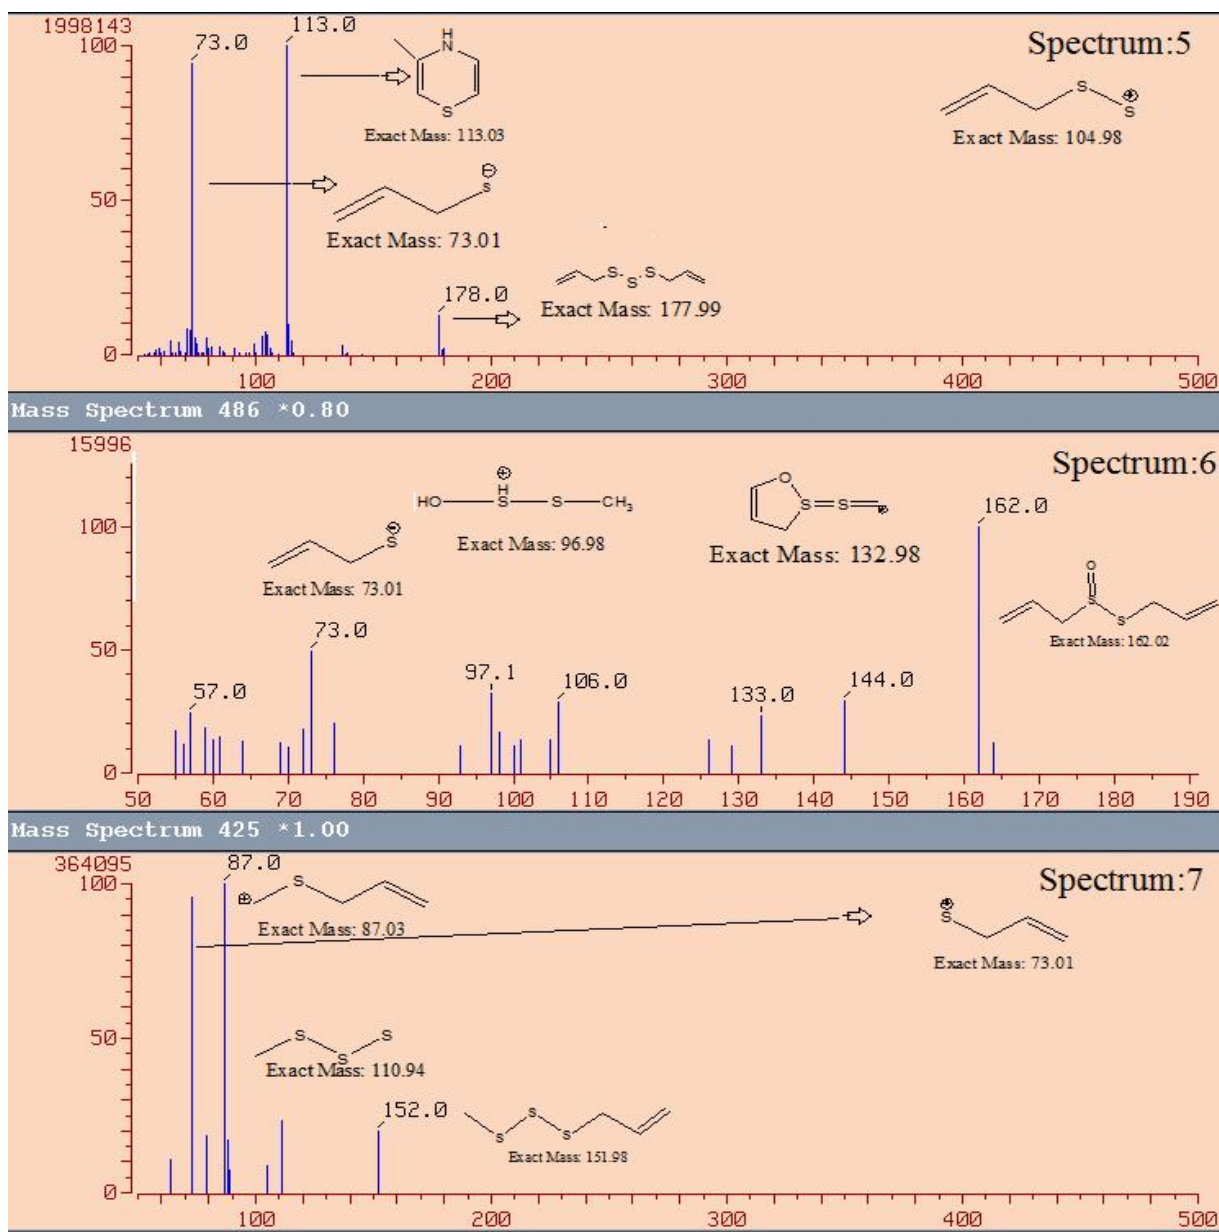 1998143
100
73.0
113.0
H
N
S
Exact Mass: 113.03
Spectrum:5
S
S
⊕
Exact Mass: 104.98
50
S
⊖
Exact Mass: 73.01
178.0
S
S
S
Exact Mass: 177.99
0
100
200
300
400
500
Mass Spectrum 486 *0.80
15996
Spectrum:6
⊕
H
HO
S
S
CH3
Exact Mass: 96.98
O
S
S
⊕
Exact Mass: 132.98
162.0
100
⊖
S
Exact Mass: 73.01
O
S
S
Exact Mass: 162.02
50
73.0
57.0
97.1
106.0
133.0
144.0
0
50 60 70 80 90 100 110 120 130 140 150 160 170 180 190
Mass Spectrum 425 *1.00
364095
100
87.0
⊕
S
Exact Mass: 87.03
Spectrum:7
⊕
S
Exact Mass: 73.01
50
S
S
S
Exact Mass: 110.94
152.0
S
S
S
Exact Mass: 151.98
0
100
200
300
400
500